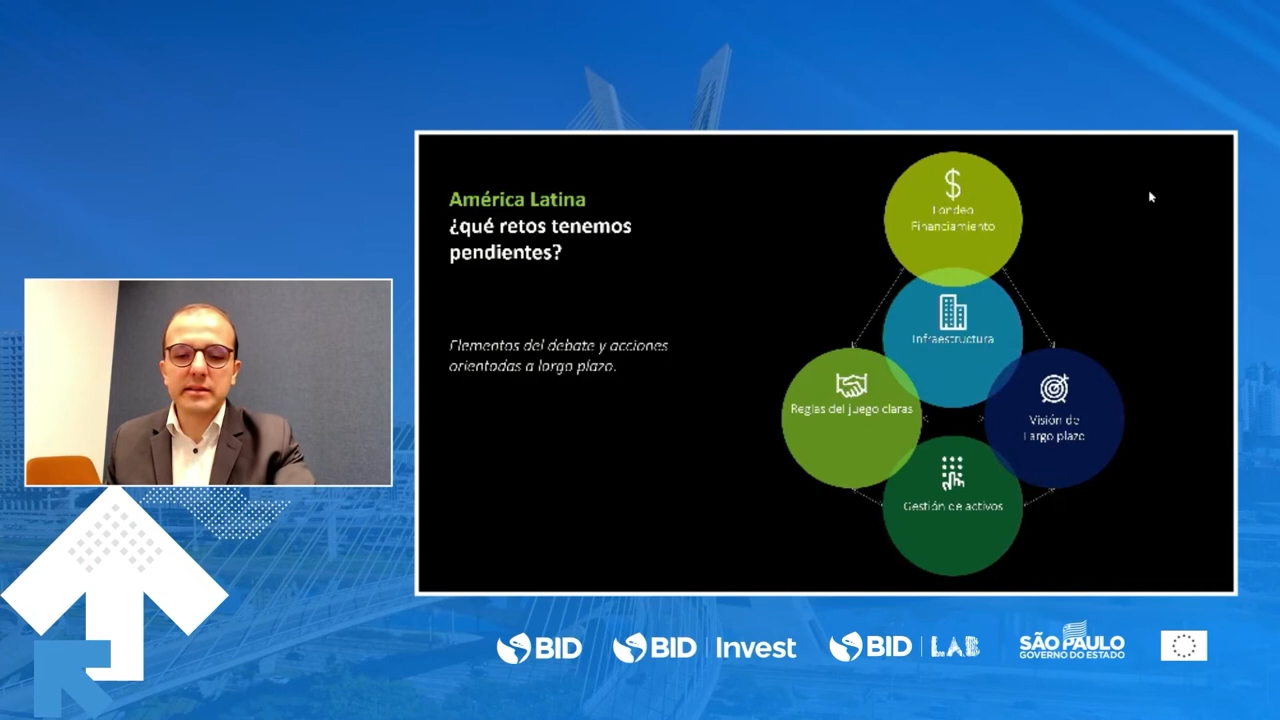 América Latina
¿qué retos tenemos
pendientes?
Elementos del debate y acciones
orientadas a largo plazo.
$
Fondeo
Financiamiento
Infraestructura
Reglas del juego claras
Visión de
Largo plazo
Gestión de activos
BID
BID Invest
BID LAB
SÃO PAULO
GOVERNO DO ESTADO